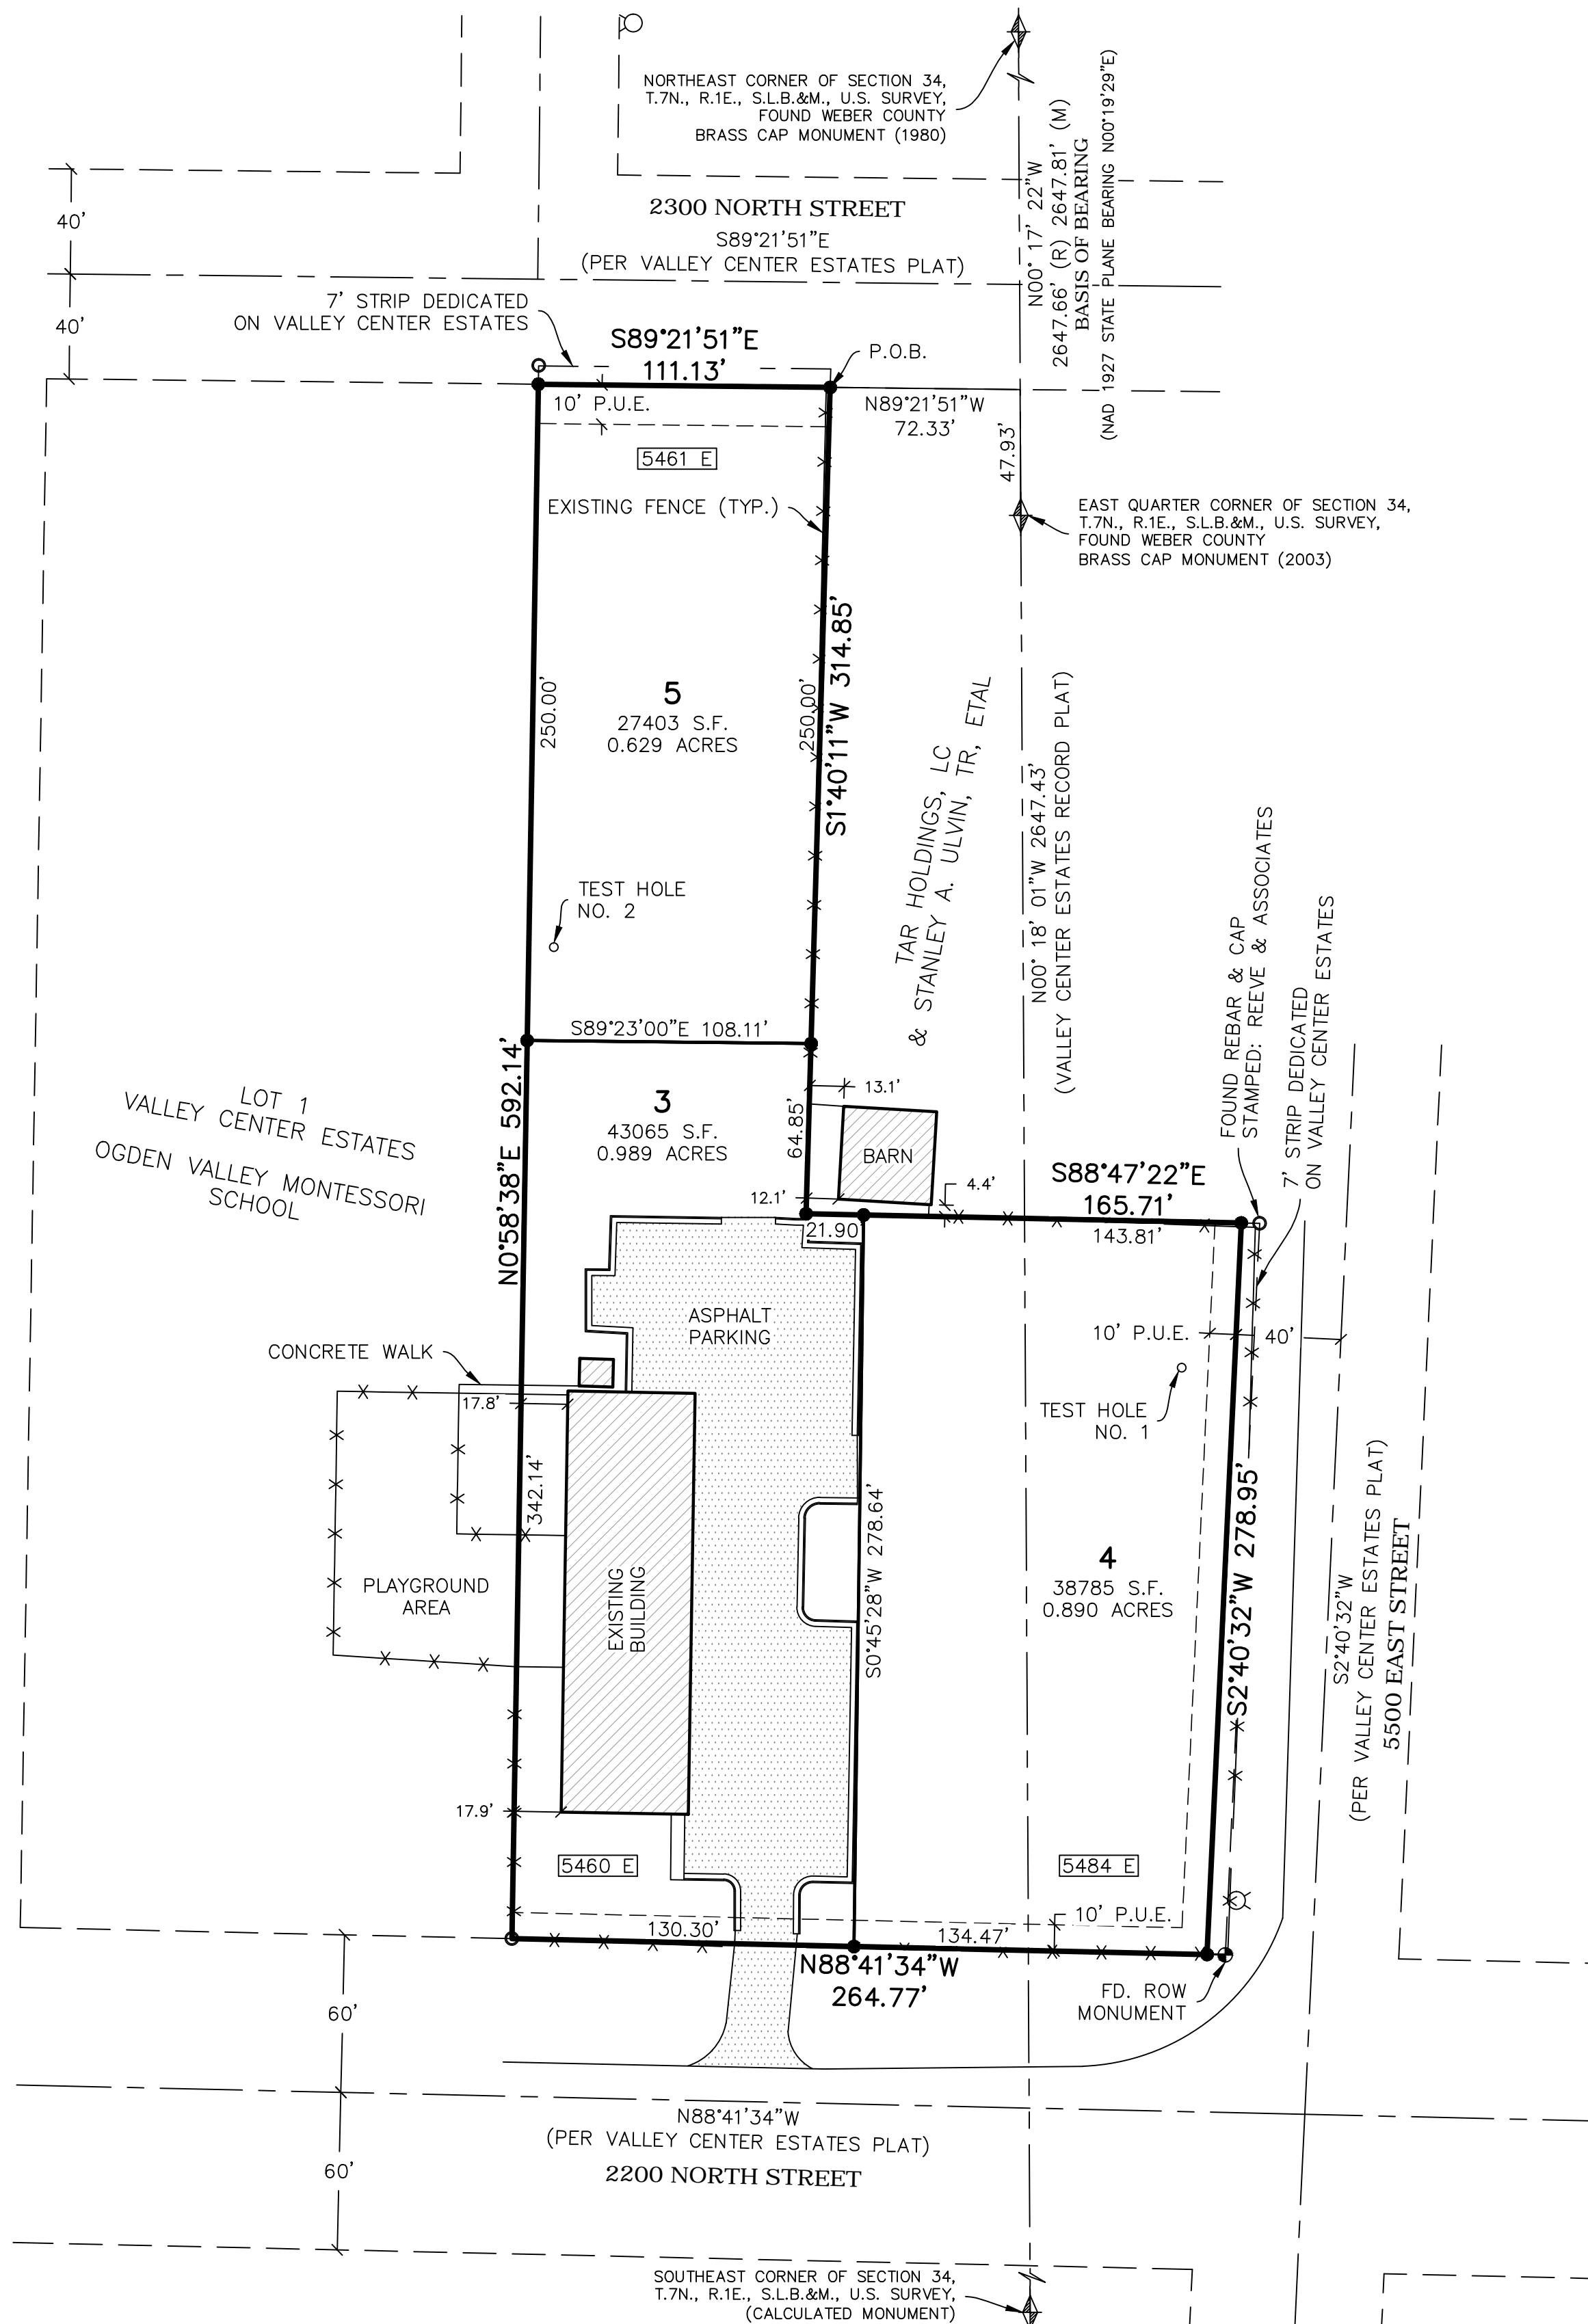 NORTHEAST CORNER OF SECTION 34,
T.7N., R.1E., S.L.B.&M., U.S. SURVEY,
FOUND WEBER COUNTY
BRASS CAP MONUMENT (1980)
N00° 17' 22"W
2647.66' (R) 2647.81' (M)
BASIS OF BEARING
(NAD 1927 STATE PLANE BEARING N00°19'29"E)
40'
2300 NORTH STREET
S89°21'51"E
(PER VALLEY CENTER ESTATES PLAT)
40'
7' STRIP DEDICATED
ON VALLEY CENTER ESTATES
S89°21'51"E
111.13'
P.O.B.
10' P.U.E.
N89°21'51"W
72.33'
47.93'
5461 E
EXISTING FENCE (TYP.)
EAST QUARTER CORNER OF SECTION 34,
T.7N., R.1E., S.L.B.&M., U.S. SURVEY,
FOUND WEBER COUNTY
BRASS CAP MONUMENT (2003)
250.00'
5
27403 S.F.
0.629 ACRES
250.00'
S1°40'11"W 314.85'
TAR HOLDINGS, LC
& STANLEY A. ULVIN, TR, ETAL
N00° 18' 01"W 2647.43'
(VALLEY CENTER ESTATES RECORD PLAT)
TEST HOLE
NO. 2
FOUND REBAR & CAP
STAMPED: REEVE & ASSOCIATES
7' STRIP DEDICATED
ON VALLEY CENTER ESTATES
S89°23'00"E 108.11'
N0°58'38"E 592.14'
LOT 1
VALLEY CENTER ESTATES
OGDEN VALLEY MONTESSORI
SCHOOL
3
43065 S.F.
0.989 ACRES
64.85'
13.1'
BARN
12.1'
4.4'
S88°47'22"E
165.71'
21.90'
143.81'
ASPHALT
PARKING
10' P.U.E.
40'
CONCRETE WALK
17.8'
TEST HOLE
NO. 1
342.14'
S0°45'28"W 278.64'
S2°40'32"W 278.95'
S2°40'32"W
(PER VALLEY CENTER ESTATES PLAT)
5500 EAST STREET
PLAYGROUND
AREA
EXISTING
BUILDING
4
38785 S.F.
0.890 ACRES
17.9'
5460 E
5484 E
10' P.U.E.
130.30'
134.47'
N88°41'34"W
264.77'
FD. ROW
MONUMENT
60'
N88°41'34"W
(PER VALLEY CENTER ESTATES PLAT)
2200 NORTH STREET
60'
SOUTHEAST CORNER OF SECTION 34,
T.7N., R.1E., S.L.B.&M., U.S. SURVEY,
(CALCULATED MONUMENT)